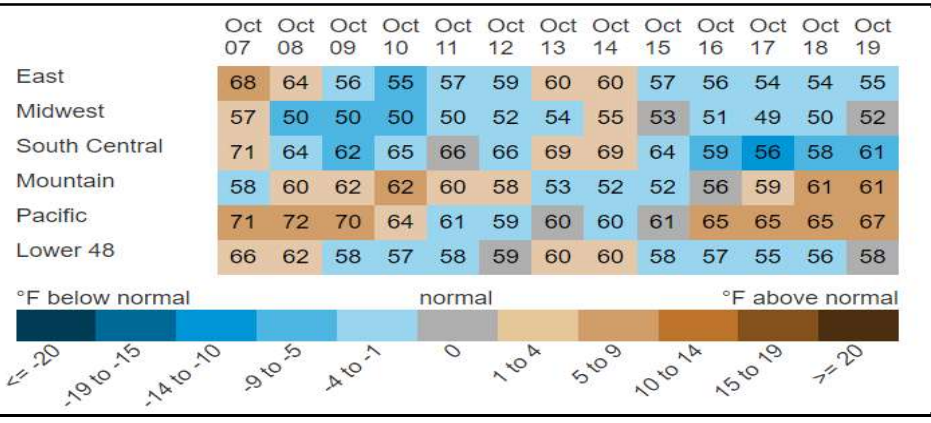 Oct Oct Oct Oct Oct Oct Oct Oct Oct Oct Oct Oct Oct
07 08 09 10 11 12 13 14 15 16 17 18 19
East 68 64 56 55 57 59 60 60 57 56 54 54 55
Midwest 57 50 50 50 50 52 54 55 53 51 49 50 52
South Central 71 64 62 65 66 66 69 69 64 59 56 58 61
Mountain 58 60 62 62 60 58 53 52 52 56 59 61 61
Pacific 71 72 70 64 61 59 60 60 61 65 65 65 67
Lower 48 66 62 58 57 58 59 60 60 58 57 55 56 58
°F below normal normal °F above normal
<= -20 -19 to -15 -14 to -10 -9 to -5 -4 to -1 0 1 to 4 5 to 9 10 to 14 15 to 19 >= 20